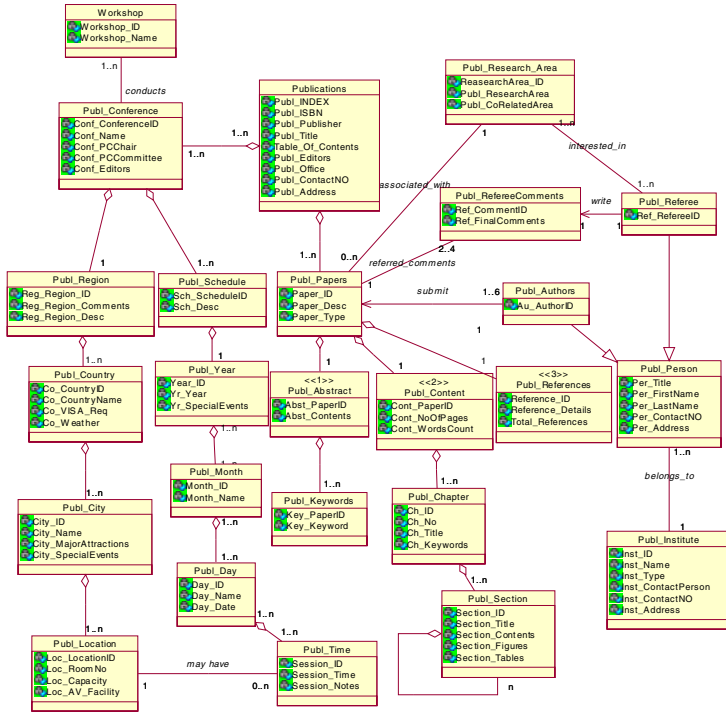 Workshop
Workshop_ID
Workshop_Name
1..n
conducts
Publ_Conference
Conf_ConferenceID
Conf_Name
Conf_PCChair
Conf_PCCommittee
Conf_Editors
1..n
1..n
Publications
Publ_INDEX
Publ_ISBN
Publ_Publisher
Publ_Title
Table_Of_Contents
Publ_Editors
Publ_Office
Publ_ContactNO
Publ_Address
Publ_Research_Area
ReasearchArea_ID
Publ_ResearchArea
Publ_CoRelatedArea
1
1..n
interested_in
1..n
associated_with
0..n
Publ_RefereeComments
Ref_CommentID
Ref_FinalComments
2..4
write
1
1
Publ_Referee
Ref_RefereeID
referred_comments
1
1
Publ_Region
Reg_Region_ID
Reg_Region_Comments
Reg_Region_Desc
1..n
1..n
Publ_Schedule
Sch_ScheduleID
Sch_Desc
1
1..n
Publ_Papers
Paper_ID
Paper_Desc
Paper_Type
submit
1..6
Publ_Authors
Au_AuthorID
1
1
1
1
Publ_Country
Co_CountryID
Co_CountryName
Co_VISA_Req
Co_Weather
1..n
Publ_Year
Year_ID
Yr_Year
Yr_SpecialEvents
1..n
1..n
<<1>>
Publ_Abstract
Abst_PaperID
Abst_Contents
1..n
<<2>>
Publ_Content
Cont_PaperID
Cont_NoOfPages
Cont_WordsCount
1..n
<<3>>
Publ_References
Reference_ID
Reference_Details
Total_References
Publ_Person
Per_Title
Per_FirstName
Per_LastName
Per_ContactNO
Per_Address
1..n
belongs_to
1
Publ_Month
Month_ID
Month_Name
1..n
1..n
Publ_City
City_ID
City_Name
City_MajorAttractions
City_SpecialEvents
1..n
Publ_Keywords
Key_PaperID
Key_Keyword
Publ_Chapter
Ch_ID
Ch_No
Ch_Title
Ch_Keywords
1..n
Publ_Institute
Inst_ID
Inst_Name
Inst_Type
Inst_ContactPerson
Inst_ContactNO
Inst_Address
Publ_Day
Day_ID
Day_Name
Day_Date
1..n
1..n
Publ_Section
Section_ID
Section_Title
Section_Contents
Section_Figures
Section_Tables
n
Publ_Location
Loc_LocationID
Loc_RoomNo
Loc_Capacity
Loc_AV_Facility
may have
1
0..n
Publ_Time
Session_ID
Session_Time
Session_Notes